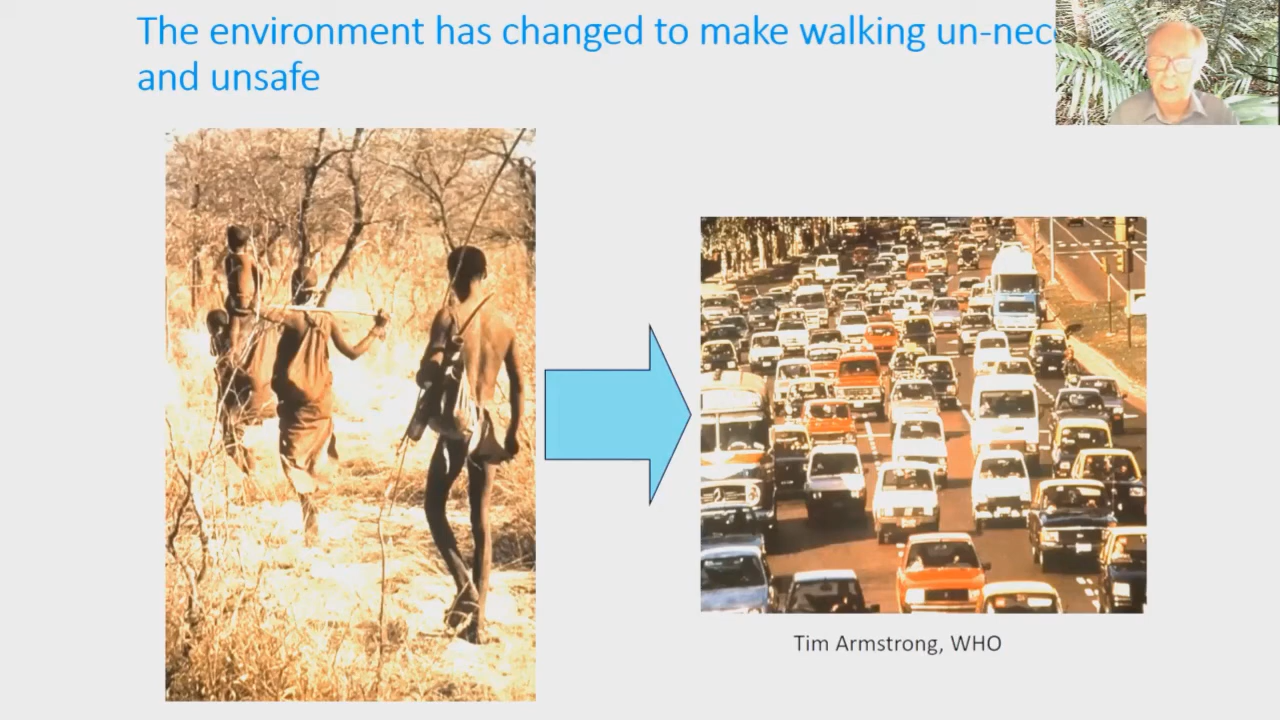 The environment has changed to make walking un-nec
and unsafe
Tim Armstrong, WHO